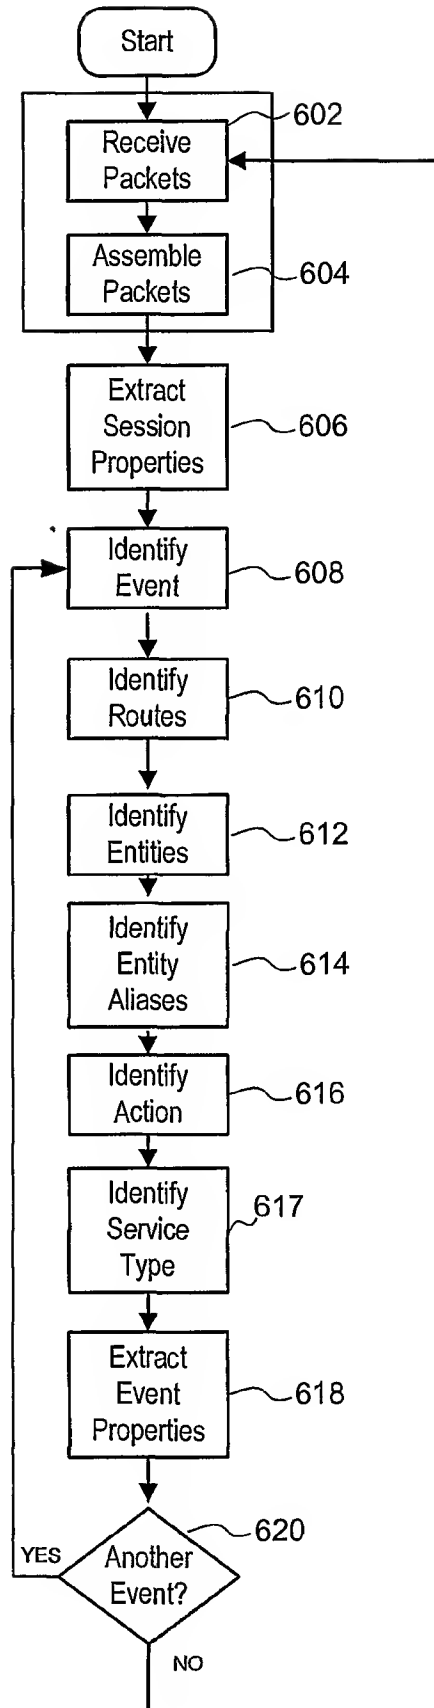 Start
602
Receive
Packets
Assemble
Packets
604
Extract
Session
Properties
606
Identify
Event
608
Identify
Routes
610
Identify
Entities
612
Identify
Entity
Aliases
614
Identify
Action
616
Identify
Service
Type
617
Extract
Event
Properties
618
620
YES
Another
Event?
NO